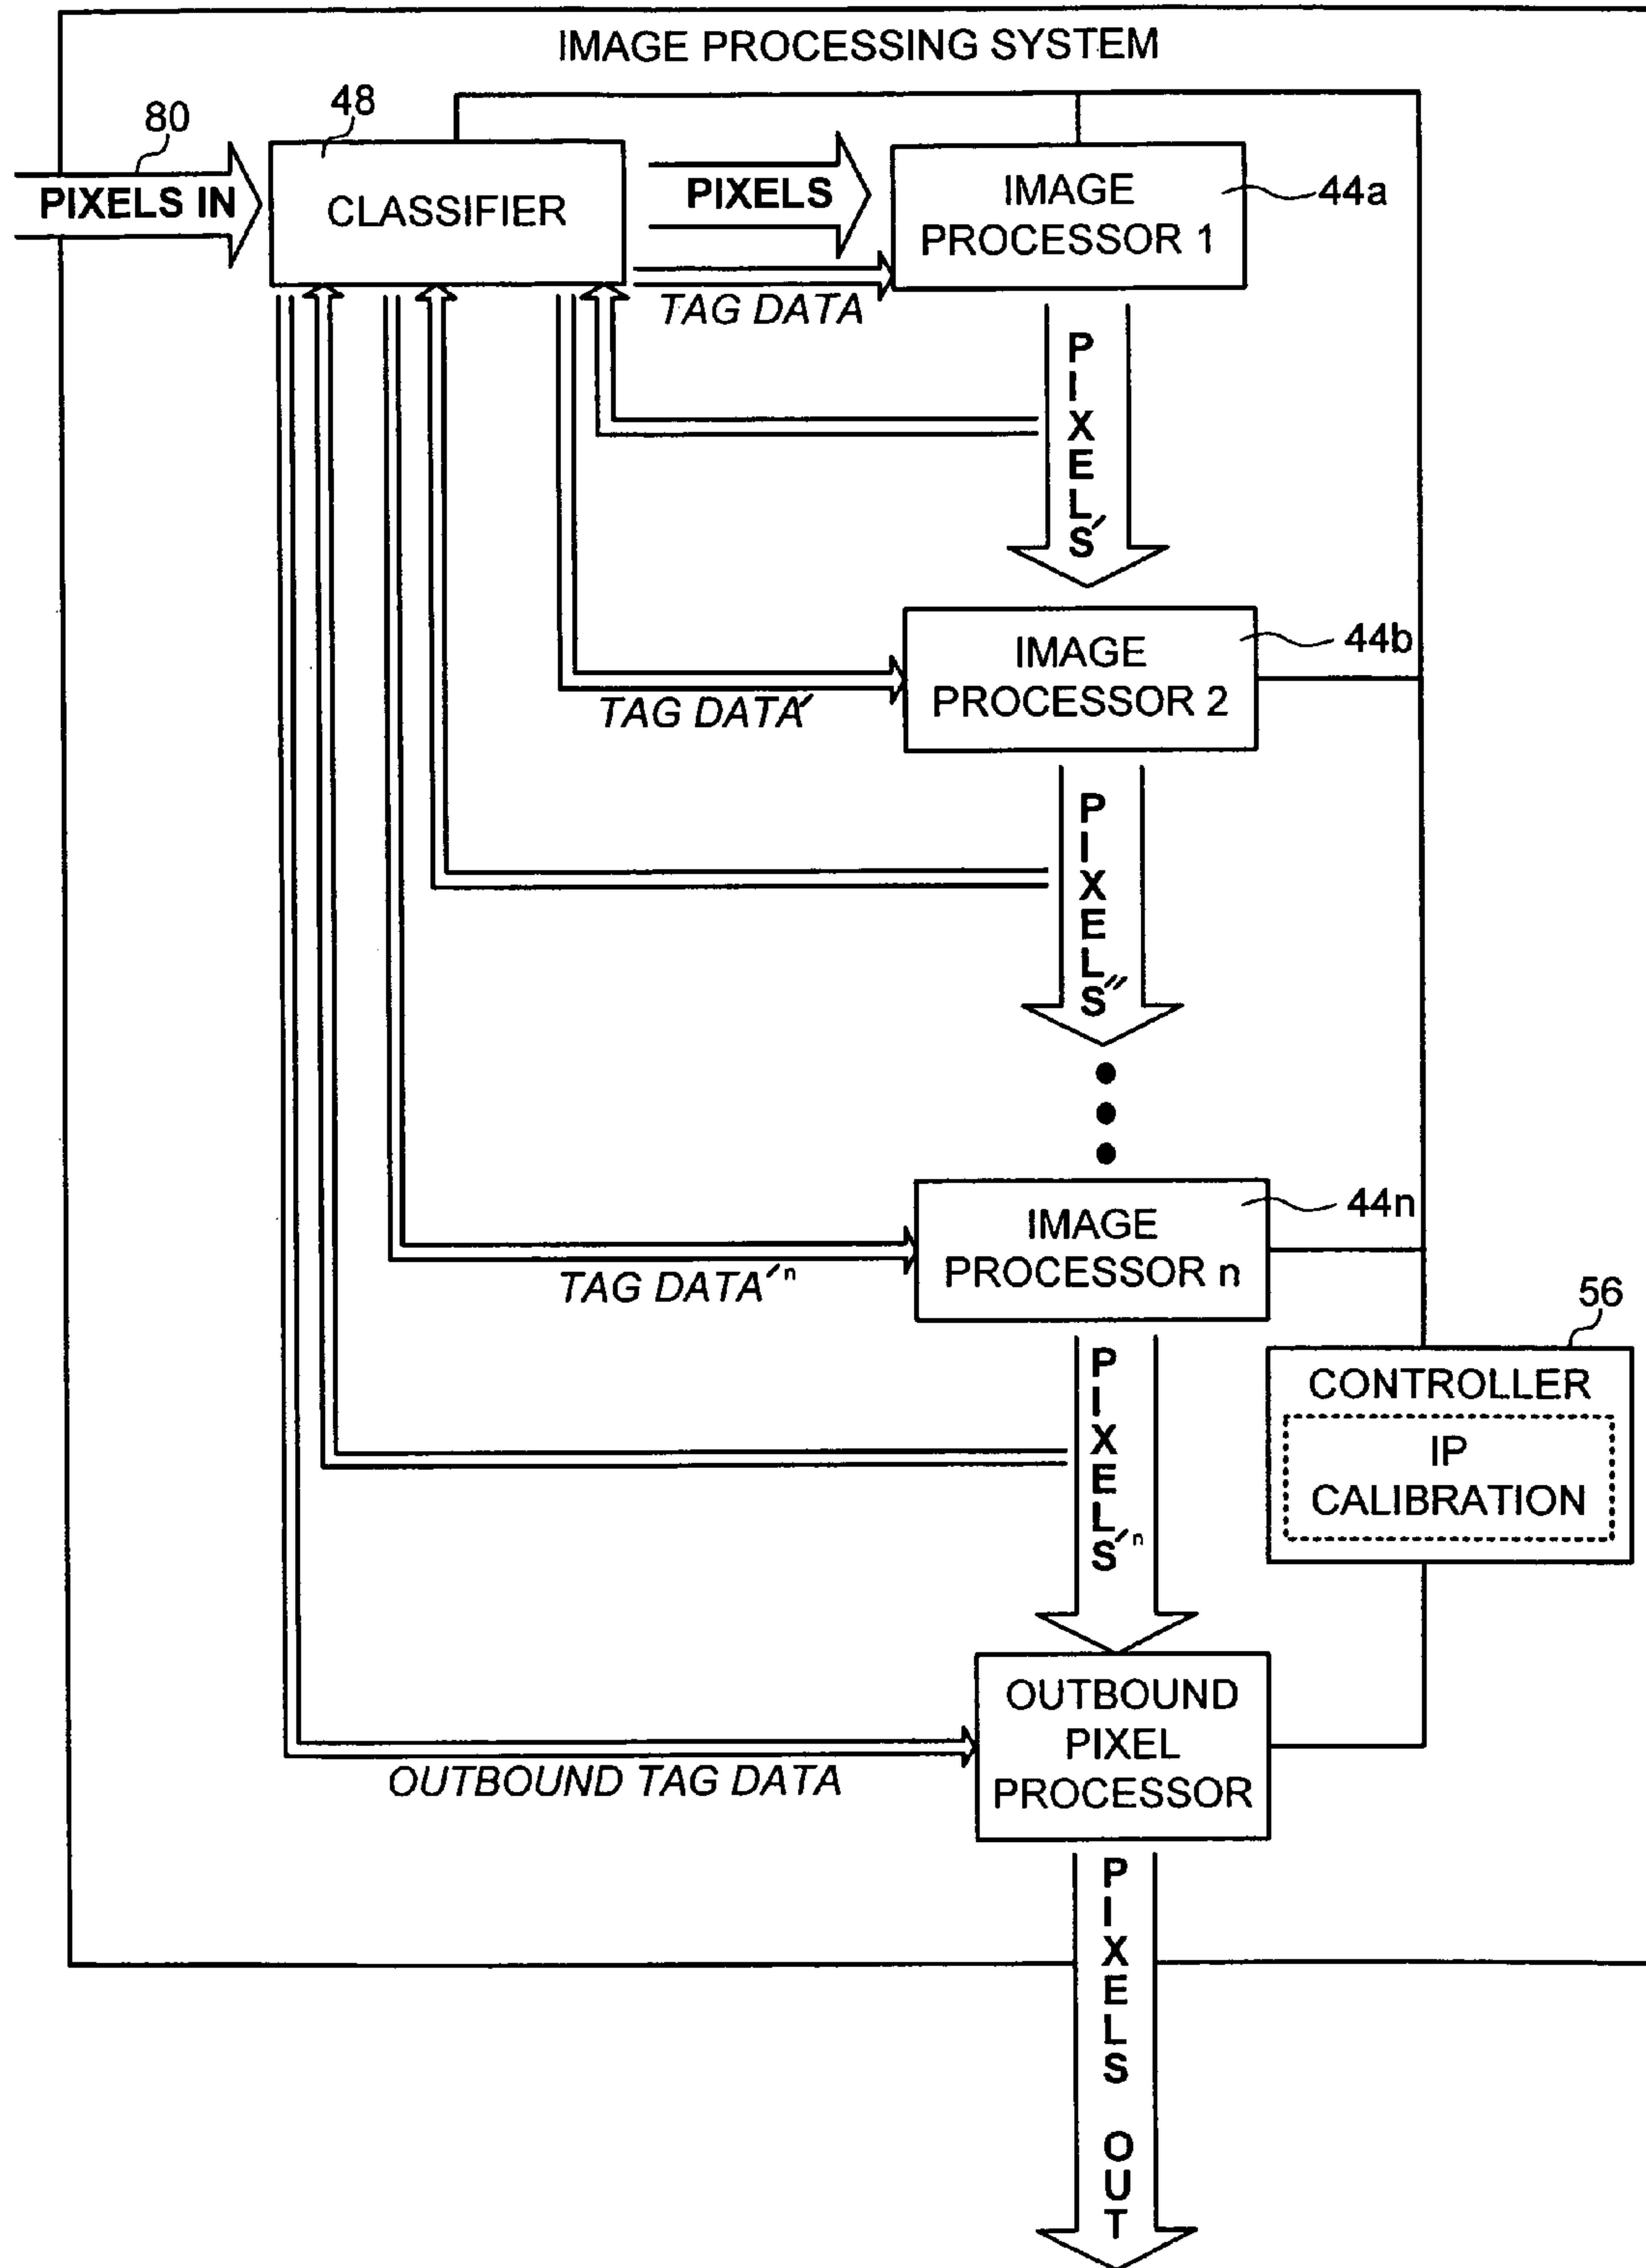 IMAGE PROCESSING SYSTEM
80
48
PIXELS IN
CLASSIFIER
PIXELS
IMAGE
PROCESSOR 1
44a
TAG DATA
PIXELS′
IMAGE
PROCESSOR 2
44b
TAG DATA′
PIXELS′′
IMAGE
PROCESSOR n
44n
TAG DATA′ⁿ
56
CONTROLLER
IP
CALIBRATION
PIXELS′ⁿ
OUTBOUND
PIXEL
PROCESSOR
OUTBOUND TAG DATA
PIXELS OUT